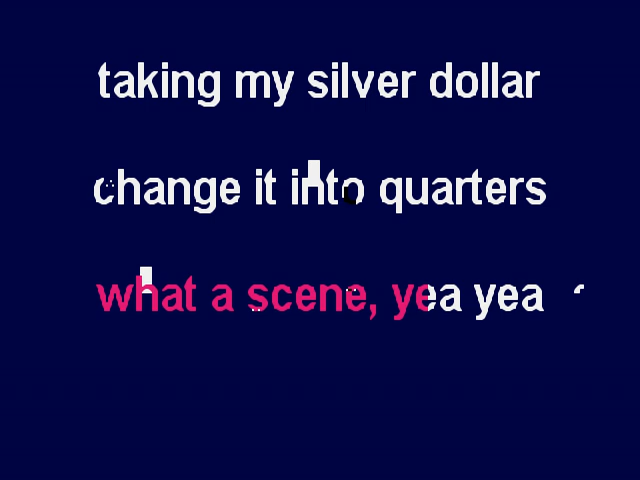 taking my silver dollar
change it into quarters
what a scene, yea yea